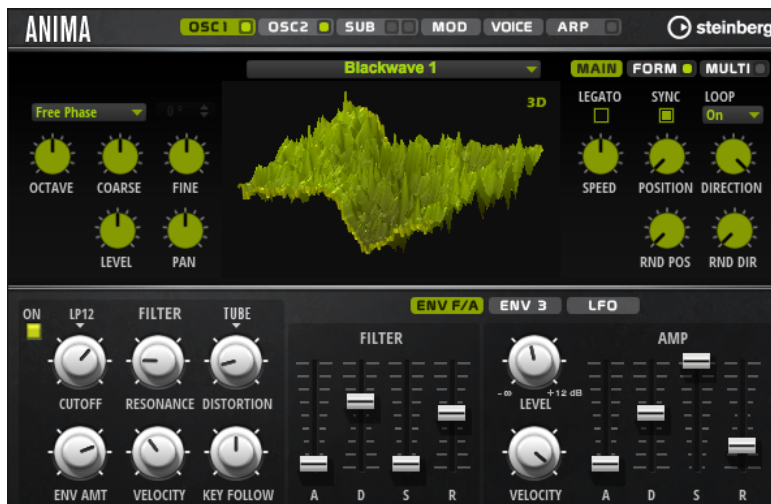 ANIMA OSC1 OSC2 SUB MOD VOICE ARP steinberg
Blackwave 1 MAIN FORM MULTI
3D LEGATO SYNC LOOP
Free Phase 0 ° On
OCTAVE COARSE FINE SPEED POSITION DIRECTION
LEVEL PAN RND POS RND DIR
ENV F/A ENV 3 LFO
ON LP12 FILTER TUBE
FILTER AMP
CUTOFF RESONANCE DISTORTION LEVEL
-∞ +12 dB
ENV AMT VELOCITY KEY FOLLOW A D S R VELOCITY A D S R